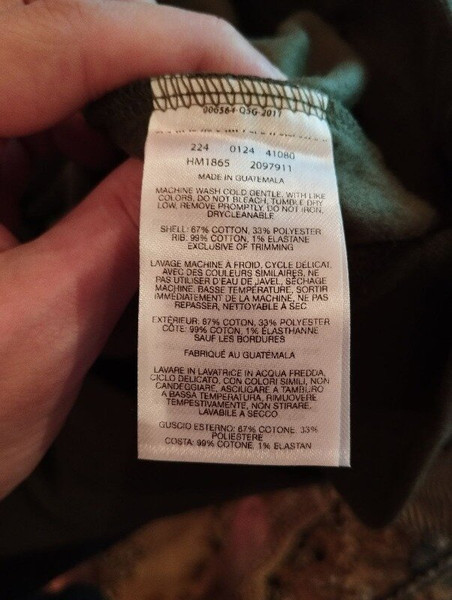 006584 QSG-2017
224 0124 41080
HM1865 2097911
MADE IN GUATEMALA
MACHINE WASH COLD GENTLE, WITH LIKE
COLORS, DO NOT BLEACH, TUMBLE DRY
LOW, REMOVE PROMPTLY, DO NOT IRON,
DRYCLEANABLE
SHELL: 67% COTTON, 33% POLYESTER
RIB: 99% COTTON, 1% ELASTANE
EXCLUSIVE OF TRIMMING
LAVAGE MACHINE À FROID, CYCLE DÉLICAT,
AVEC DES COULEURS SIMILAIRES, NE
PAS UTILISER D'EAU DE JAVEL, SÉCHAGE
MACHINE: BASSE TEMPÉRATURE, SORTIR
IMMÉDIATEMENT DE LA MACHINE, NE PAS
REPASSER, NETTOYABLE À SEC
EXTÉRIEUR: 67% COTON, 33% POLYESTER
CÔTE: 99% COTON, 1% ÉLASTHANNE
SAUF LES BORDURES
FABRIQUÉ AU GUATÉMALA
LAVARE IN LAVATRICE IN ACQUA FREDDA,
CICLO DELICATO, CON COLORI SIMILI, NON
CANDEGGIARE, ASCIUGARE A TAMBURO
A BASSA TEMPERATURA, RIMUOVERE
TEMPESTIVAMENTE, NON STIRARE,
LAVABILE A SECCO
GUSCIO ESTERNO: 67% COTONE, 33%
POLIESTERE
COSTA: 99% COTONE, 1% ELASTAN